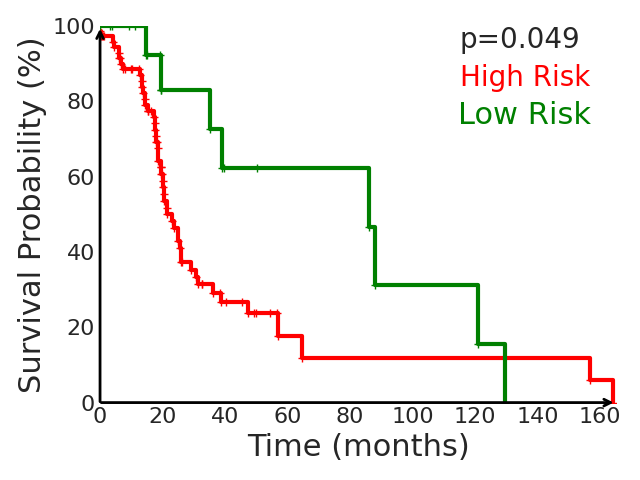 p=0.049
High Risk
Low Risk
Survival Probability (%)
100
80
60
40
20
0
0 20 40 60 80 100 120 140 160
Time (months)